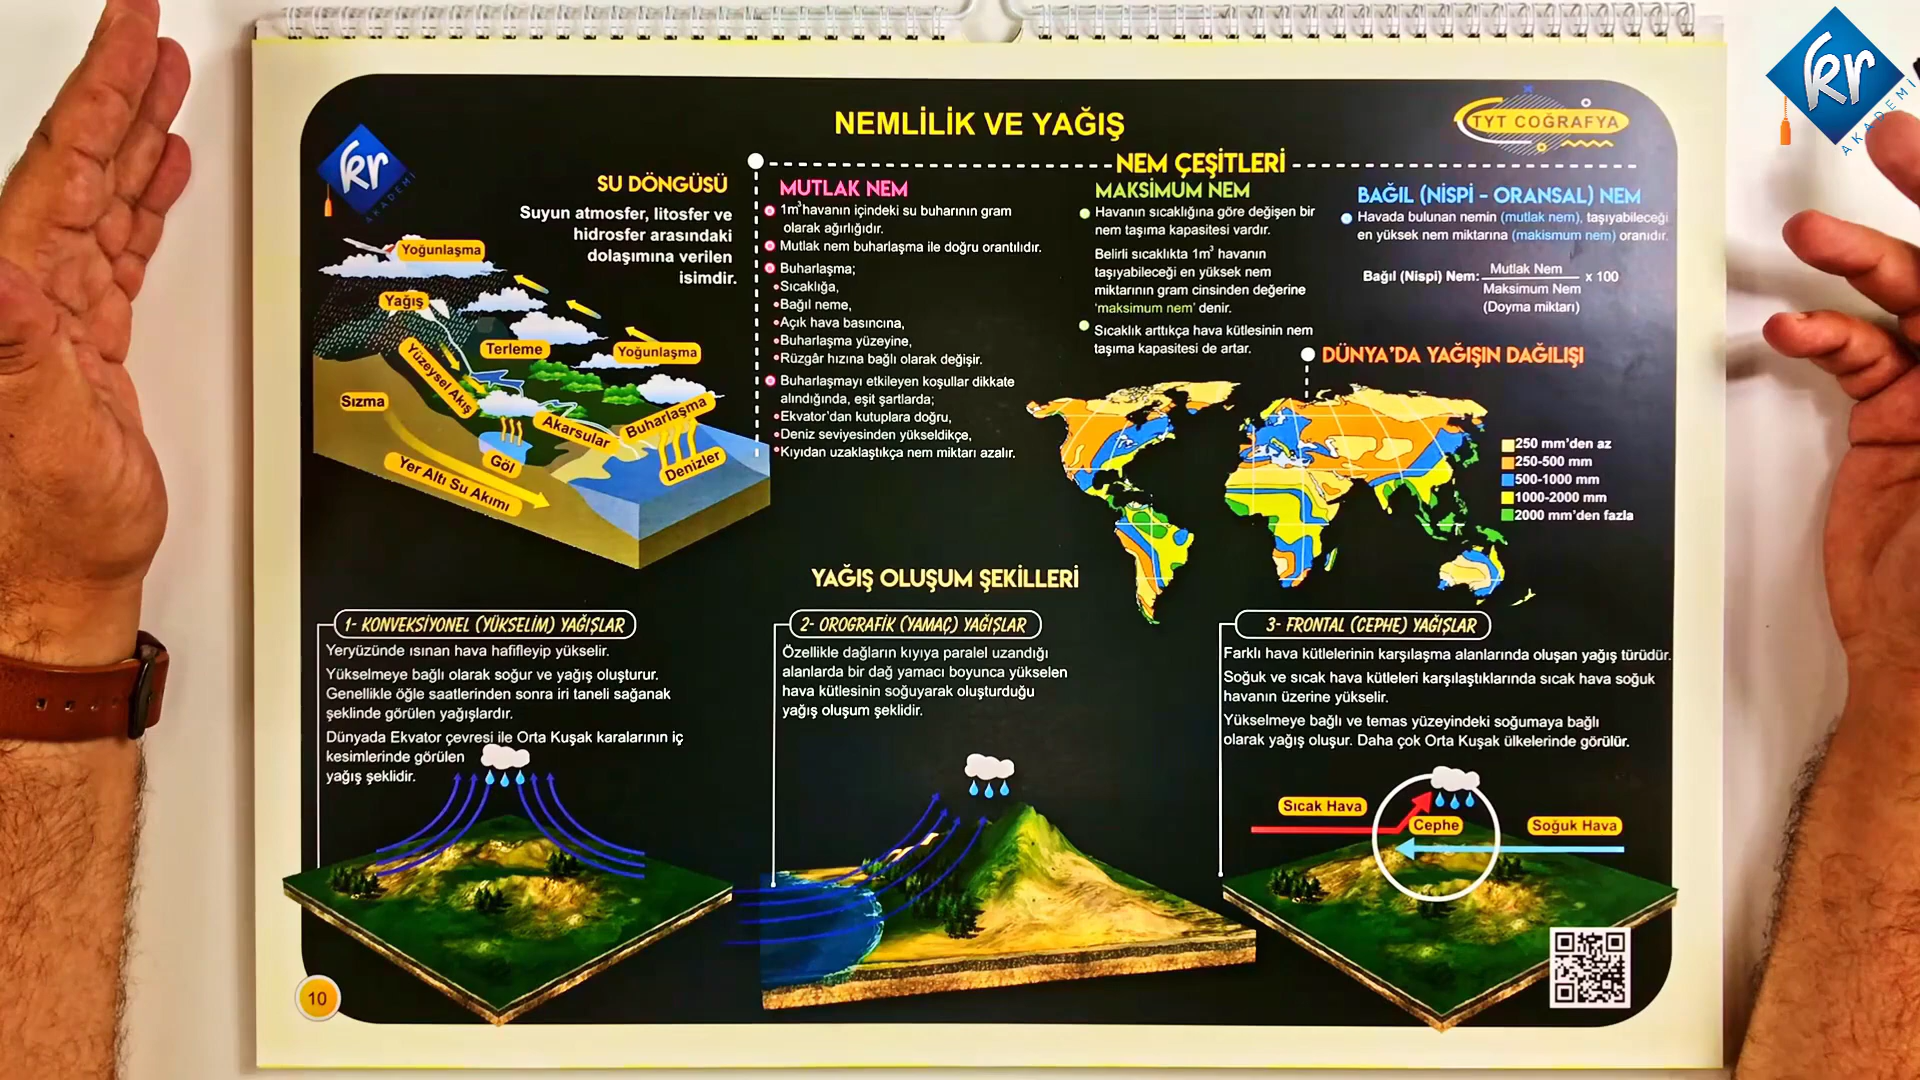 kr
AKADEMİ
NEMLİLİK VE YAĞIŞ
TYT COĞRAFYA
kr
AKADEMİ
SU DÖNGÜSÜ
Suyun atmosfer, litosfer ve
hidrosfer arasındaki
dolaşımına verilen
isimdir.
Yoğunlaşma
Yağış
Terleme
Yoğunlaşma
Yüzeysel Akış
Sızma
Akarsular
Buharlaşma
Göl
Denizler
Yer Altı Su Akımı
NEM ÇEŞİTLERİ
MUTLAK NEM
1m³ havanın içindeki su buharının gram
olarak ağırlığıdır.
Mutlak nem buharlaşma ile doğru orantılıdır.
Buharlaşma;
Sıcaklığa,
Bağıl neme,
Açık hava basıncına,
Buharlaşma yüzeyine,
Rüzgâr hızına bağlı olarak değişir.
Buharlaşmayı etkileyen koşullar dikkate
alındığında, eşit şartlarda;
Ekvator'dan kutuplara doğru,
Deniz seviyesinden yükseldikçe,
Kıyıdan uzaklaştıkça nem miktarı azalır.
MAKSİMUM NEM
Havanın sıcaklığına göre değişen bir
nem taşıma kapasitesi vardır.
Belirli sıcaklıkta 1m³ havanın
taşıyabileceği en yüksek nem
miktarının gram cinsinden değerine
'maksimum nem' denir.
Sıcaklık arttıkça hava kütlesinin nem
taşıma kapasitesi de artar.
BAĞIL (NİSPİ - ORANSAL) NEM
Havada bulunan nemin (mutlak nem), taşıyabileceği
en yüksek nem miktarına (makismum nem) oranıdır.
Bağıl (Nispi) Nem: Mutlak Nem x 100
Maksimum Nem
(Doyma miktarı)
DÜNYA'DA YAĞIŞIN DAĞILIŞI
250 mm'den az
250-500 mm
500-1000 mm
1000-2000 mm
2000 mm'den fazla
YAĞIŞ OLUŞUM ŞEKİLLERİ
1- KONVEKSİYONEL (YÜKSELİM) YAĞIŞLAR
Yeryüzünde ısınan hava hafifleyip yükselir.
Yükselmeye bağlı olarak soğur ve yağış oluşturur.
Genellikle öğle saatlerinden sonra iri taneli sağanak
şeklinde görülen yağışlardır.
Dünyada Ekvator çevresi ile Orta Kuşak karalarının iç
kesimlerinde görülen
yağış şeklidir.
2- OROGRAFİK (YAMAÇ) YAĞIŞLAR
Özellikle dağların kıyıya paralel uzandığı
alanlarda bir dağ yamacı boyunca yükselen
hava kütlesinin soğuyarak oluşturduğu
yağış oluşum şeklidir.
3- FRONTAL (CEPHE) YAĞIŞLAR
Farklı hava kütlelerinin karşılaşma alanlarında oluşan yağış türüdür.
Soğuk ve sıcak hava kütleleri karşılaştıklarında sıcak hava soğuk
havanın üzerine yükselir.
Yükselmeye bağlı ve temas yüzeyindeki soğumaya bağlı
olarak yağış oluşur. Daha çok Orta Kuşak ülkelerinde görülür.
Sıcak Hava
Cephe
Soğuk Hava
10